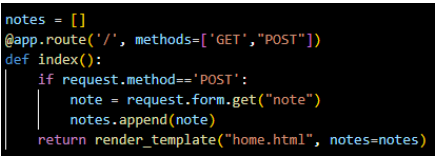 notes = []
@app.route('/', methods=['GET',"POST"])
def index():
    if request.method=='POST':
        note = request.form.get("note")
        notes.append(note)
    return render_template("home.html", notes=notes)